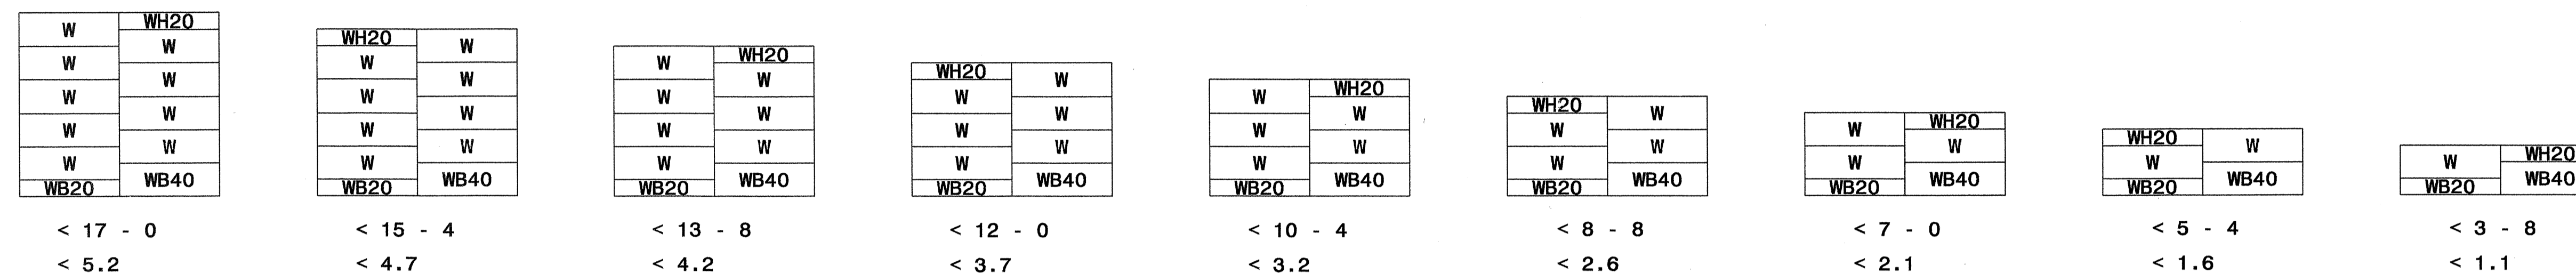 W WH20
W
W
W
W
W
W
W
W
WB20 WB40
< 17 - 0
< 5.2
WH20 W
W
W
W
W
W
W
W
WB20 WB40
< 15 - 4
< 4.7
W WH20
W
W
W
W
W
W
WB20 WB40
< 13 - 8
< 4.2
WH20 W
W
W
W
W
W
WB20 WB40
< 12 - 0
< 3.7
W WH20
W
W
W
W
WB20 WB40
< 10 - 4
< 3.2
WH20 W
W
W
W
WB20 WB40
< 8 - 8
< 2.6
W WH20
W
W
WB20 WB40
< 7 - 0
< 2.1
WH20 W
W
WB20 WB40
< 5 - 4
< 1.6
W WH20
WB20 WB40
< 3 - 8
< 1.1